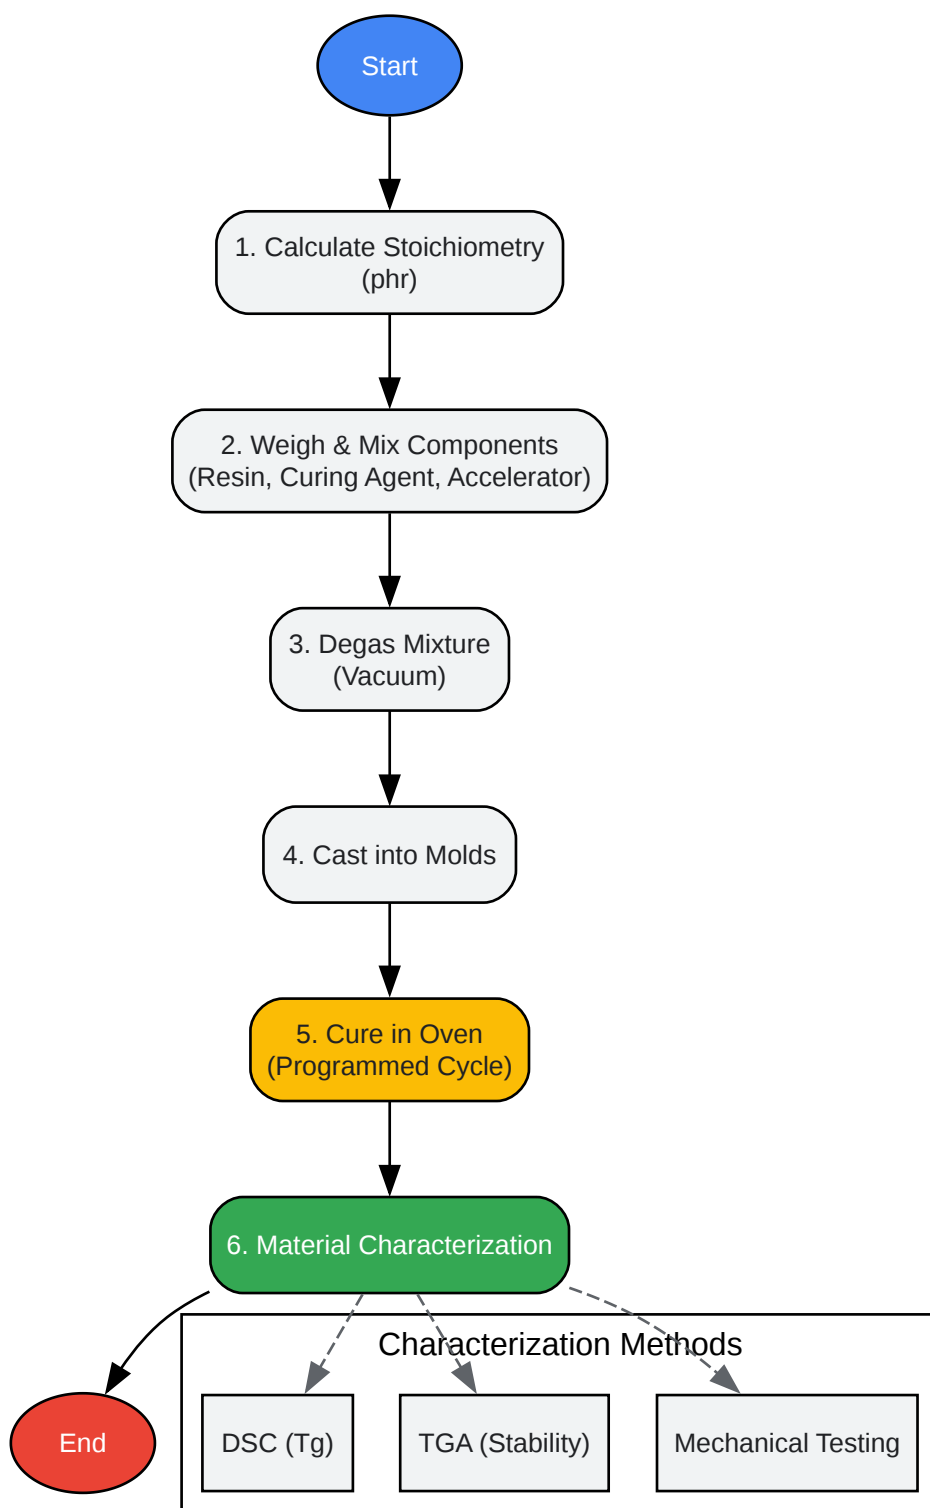 Start
1. Calculate Stoichiometry
(phr)
2. Weigh & Mix Components
(Resin, Curing Agent, Accelerator)
3. Degas Mixture
(Vacuum)
4. Cast into Molds
5. Cure in Oven
(Programmed Cycle)
6. Material Characterization
Characterization Methods
End
DSC (Tg)
TGA (Stability)
Mechanical Testing